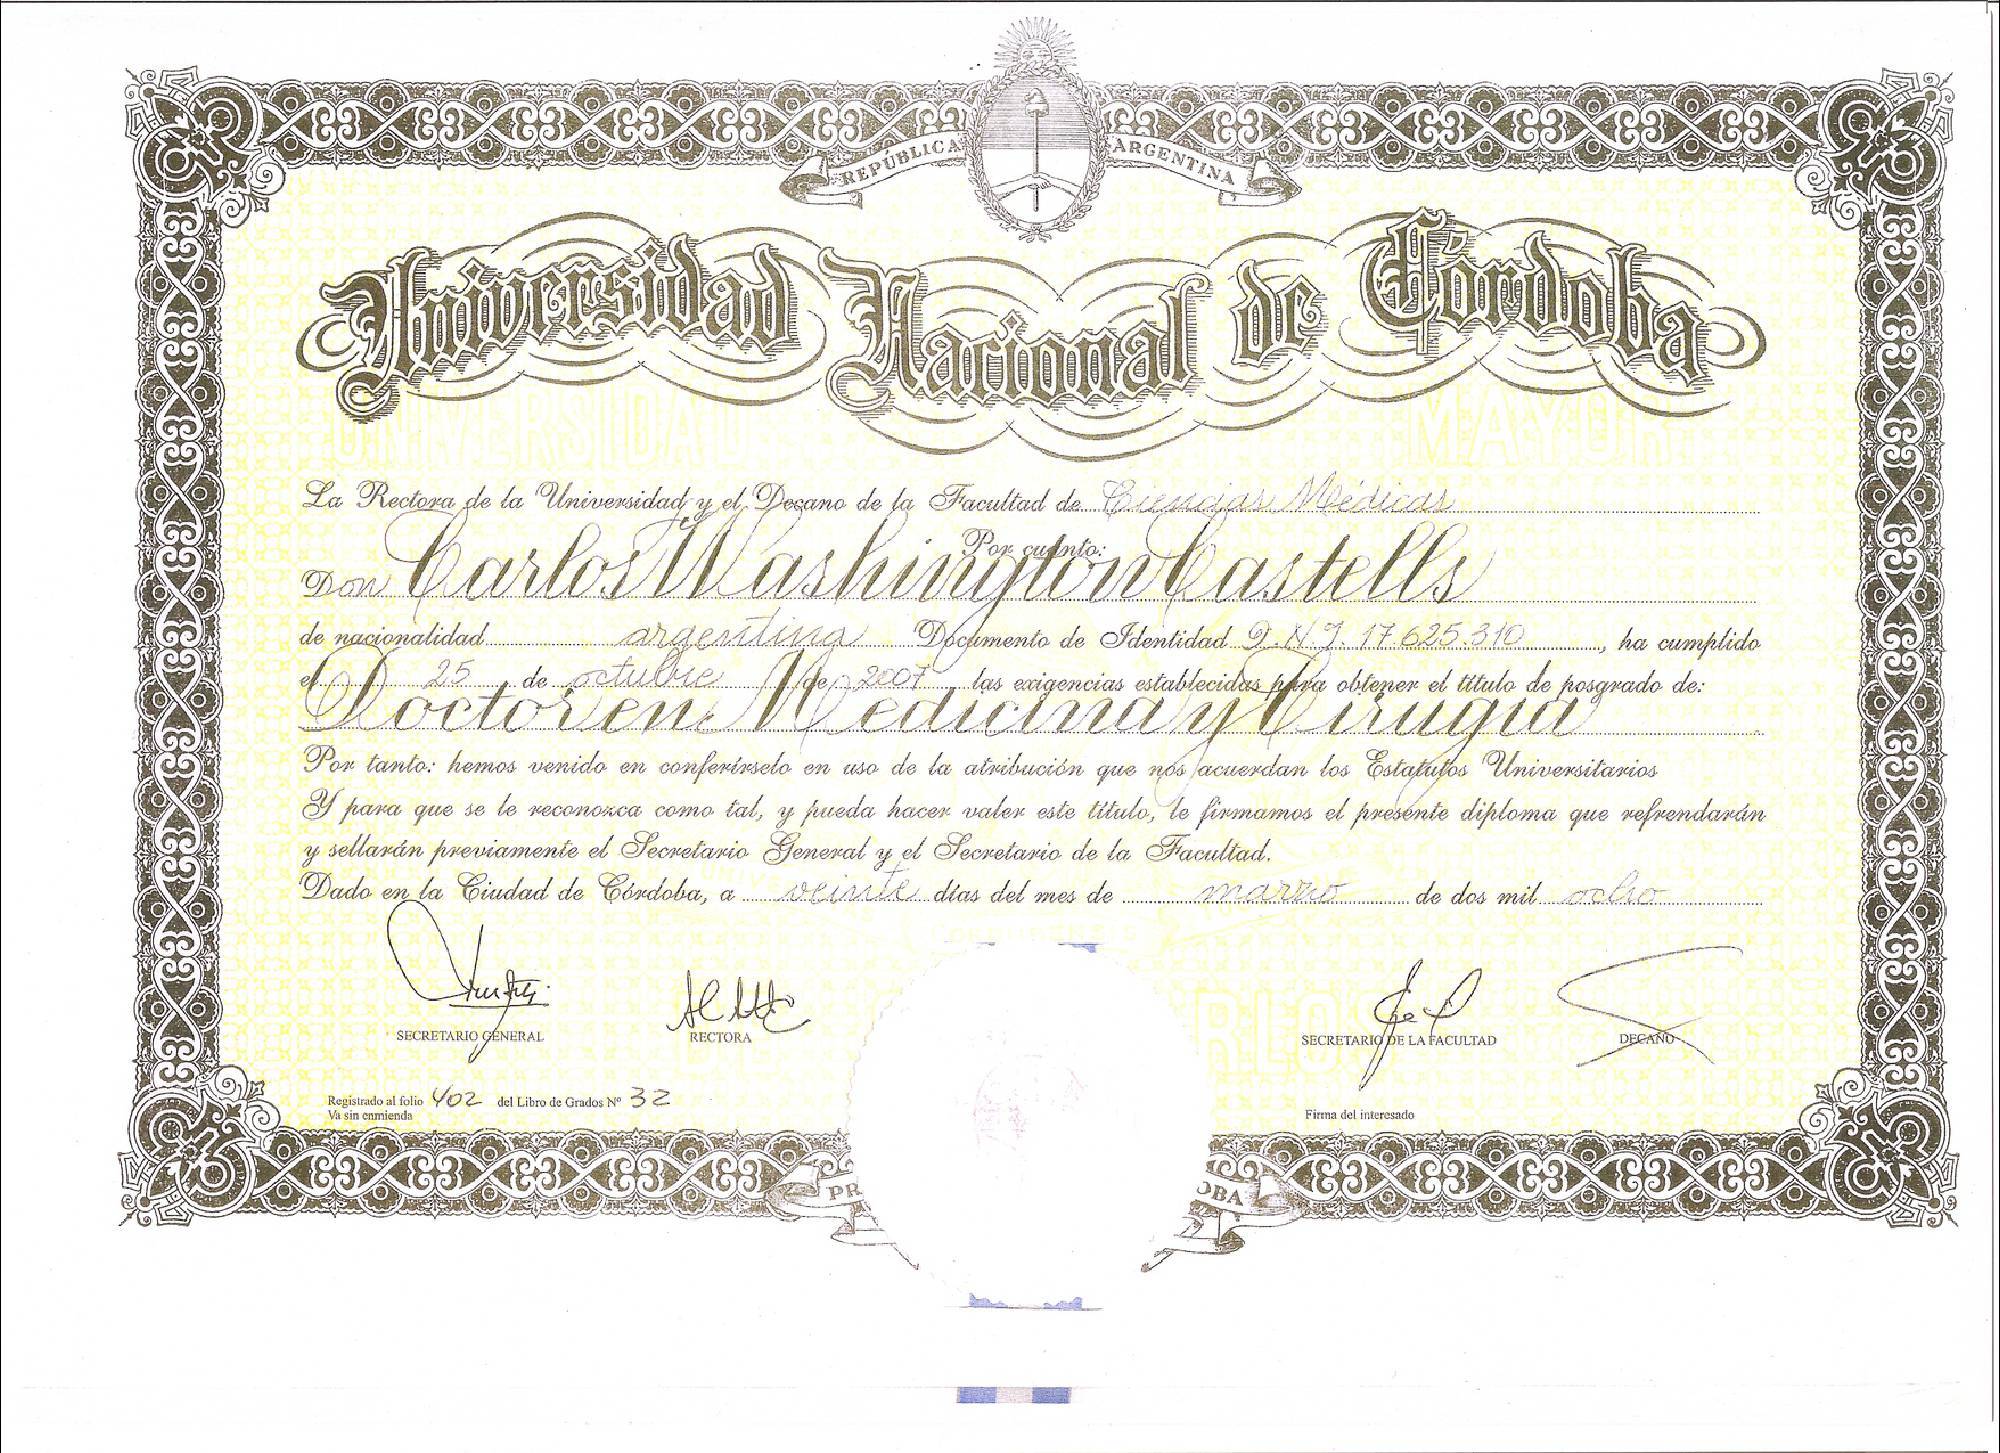 REPÚBLICA ARGENTINA
Universidad Nacional de Córdoba
UNIVERSIDAD MAYOR
La Rectora de la Universidad y el Decano de la Facultad de Ciencias Médicas
Por cuanto:
Don Carlos Washington Castells
de nacionalidad argentina Documento de Identidad D.N.I. 17.625.310, ha cumplido
el 25 de octubre de 2007 las exigencias establecidas para obtener el título de posgrado de:
Doctor en Medicina y Cirugía
Por tanto: hemos venido en conferírselo en uso de la atribución que nos acuerdan los Estatutos Universitarios
Y para que se le reconozca como tal, y pueda hacer valer este título, le firmamos el presente diploma que refrendarán
y sellarán previamente el Secretario General y el Secretario de la Facultad.
Dado en la Ciudad de Córdoba, a veinte días del mes de marzo de dos mil ocho
SECRETARIO GENERAL RECTORA SECRETARIO DE LA FACULTAD DECANO
Registrado al folio 402 del Libro de Grados Nº 32
Va sin enmienda
Firma del interesado
PR OBA